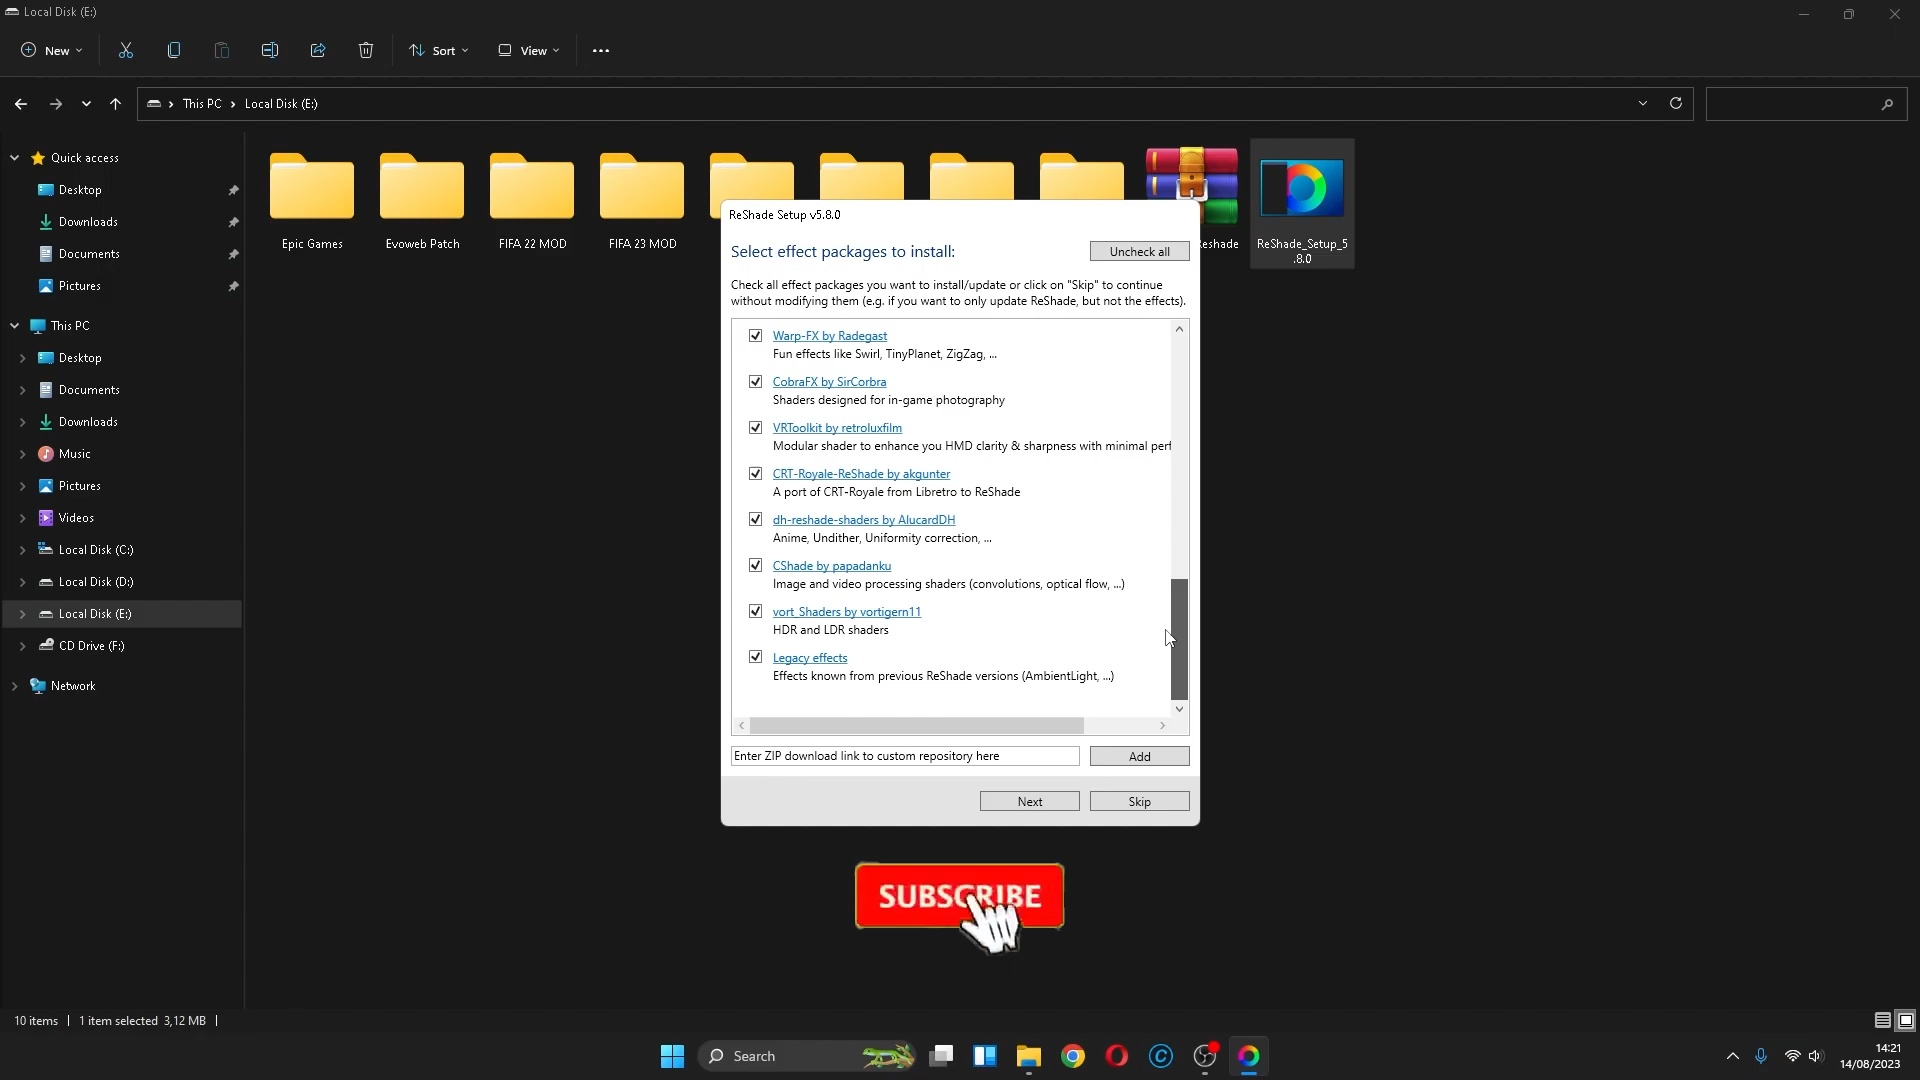 Local Disk (E:)
New
Sort
View
This PC
Local Disk (E:)
Quick access
Desktop
Downloads
Documents
Pictures
This PC
Desktop
Documents
Downloads
Music
Pictures
Videos
Local Disk (C:)
Local Disk (D:)
Local Disk (E:)
CD Drive (F:)
Network
Epic Games
Evoweb Patch
FIFA 22 MOD
FIFA 23 MOD
ReShade_Setup_5
.8.0
ReShade Setup v5.8.0
Select effect packages to install:
Uncheck all
Check all effect packages you want to install/update or click on "Skip" to continue
without modifying them (e.g. if you want to only update ReShade, but not the effects).
Warp-FX by Radegast
Fun effects like Swirl, TinyPlanet, ZigZag, ...
CobraFX by SirCorbra
Shaders designed for in-game photography
VRToolkit by retroluxfilm
Modular shader to enhance you HMD clarity & sharpness with minimal perf
CRT-Royale-ReShade by akgunter
A port of CRT-Royale from Libretro to ReShade
dh-reshade-shaders by AlucardDH
Anime, Undither, Uniformity correction, ...
CShade by papadanku
Image and video processing shaders (convolutions, optical flow, ...)
vort_Shaders by vortigern11
HDR and LDR shaders
Legacy effects
Effects known from previous ReShade versions (AmbientLight, ...)
Enter ZIP download link to custom repository here
Add
Next
Skip
SUBSCRIBE
10 items
1 item selected 3,12 MB
Search
14:21
14/08/2023